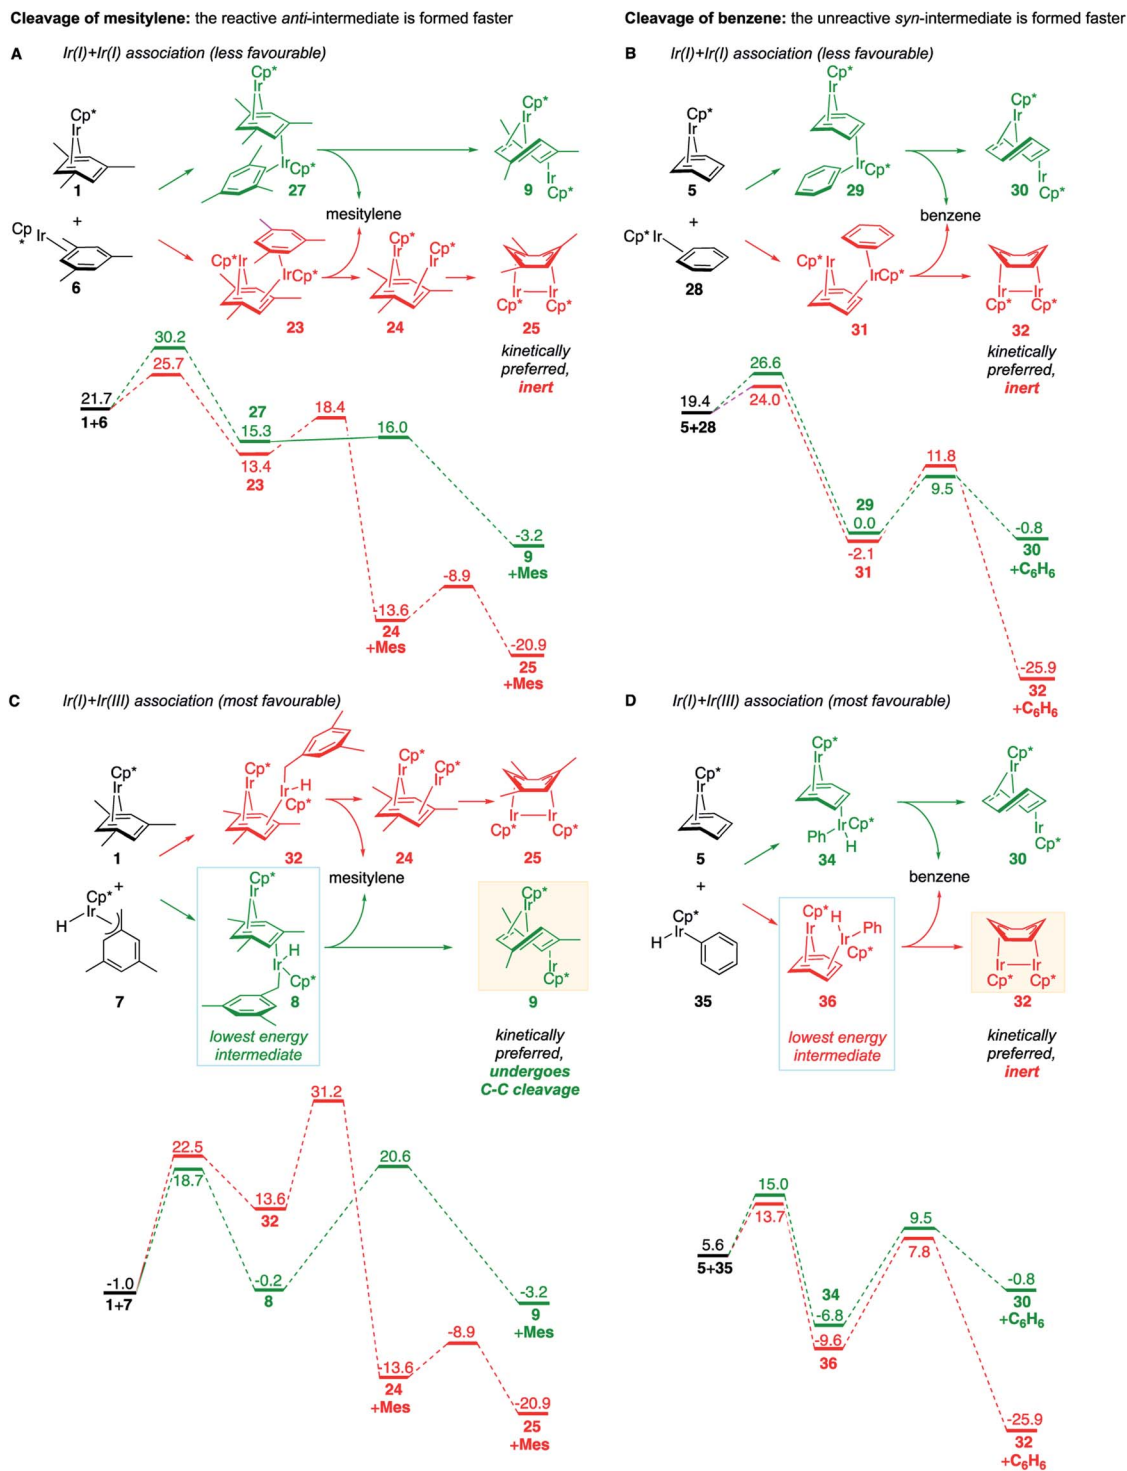 Cleavage of mesitylene: the reactive anti-intermediate is formed faster
Cleavage of benzene: the unreactive syn-intermediate is formed faster
A
Ir(I)+Ir(I) association (less favourable)
Cp*
Ir
1
+
Cp
*
Ir
6
Cp*
Ir
IrCp*
27
mesitylene
Cp*
Ir
Ir
Cp*
9
Cp*Ir
IrCp*
23
Cp*
Ir
Cp*
Ir
24
Ir
Ir
Cp*
Cp*
25
kinetically
preferred,
inert
30.2
25.7
21.7
1+6
27
15.3
13.4
23
18.4
16.0
-3.2
9
+Mes
-8.9
-13.6
24
+Mes
-20.9
25
+Mes
B
Ir(I)+Ir(I) association (less favourable)
Cp*
Ir
5
+
Cp*
Ir
28
Cp*
Ir
IrCp*
29
benzene
Cp*
Ir
Ir
Cp*
30
Cp*
Ir
IrCp*
31
Ir
Ir
Cp*
Cp*
32
kinetically
preferred,
inert
26.6
24.0
19.4
5+28
11.8
9.5
29
0.0
-2.1
31
-0.8
30
+C6H6
-25.9
32
+C6H6
C
Ir(I)+Ir(III) association (most favourable)
Cp*
Ir
1
+
Cp*
H
Ir
7
Cp*
Ir
Ir
H
Cp*
32
Cp*
Ir
Cp*
Ir
24
Ir
Ir
Cp*
Cp*
25
mesitylene
Cp*
Ir
H
Ir
Cp*
8
lowest energy
intermediate
Cp*
Ir
Ir
Cp*
9
kinetically
preferred,
undergoes
C-C cleavage
31.2
22.5
18.7
20.6
13.6
32
-1.0
1+7
-0.2
8
-3.2
9
+Mes
-8.9
-13.6
24
+Mes
-20.9
25
+Mes
D
Ir(I)+Ir(III) association (most favourable)
Cp*
Ir
5
+
Cp*
Ir
H
35
Cp*
Ir
Ph
Ir
Cp*
H
34
benzene
Cp*
Ir
Ir
Cp*
30
Cp*
H
Ir
Ir
Ph
Cp*
36
lowest energy
intermediate
Ir
Ir
Cp*
Cp*
32
kinetically
preferred,
inert
15.0
13.7
5.6
5+35
9.5
7.8
34
-6.8
-9.6
36
-0.8
30
+C6H6
-25.9
32
+C6H6